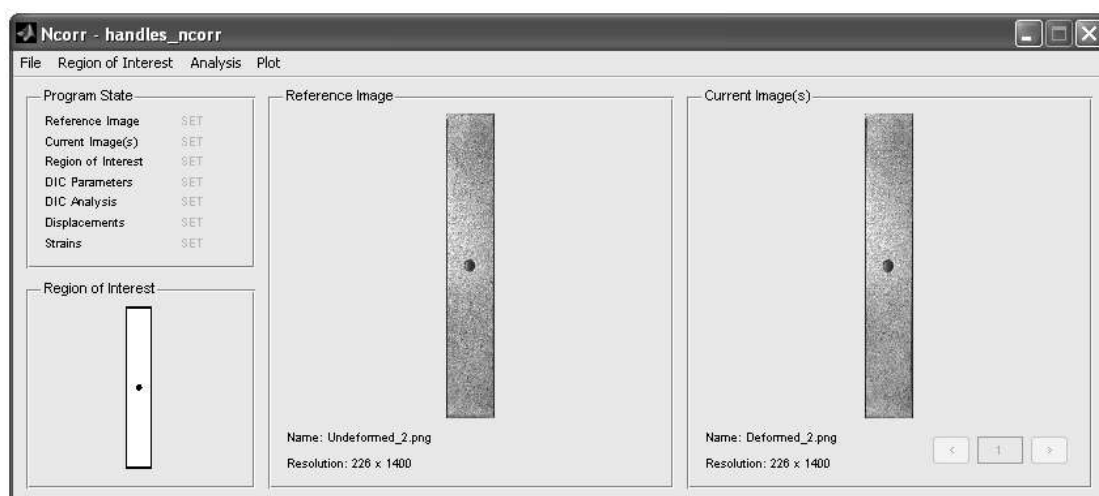 Ncorr - handles_ncorr
File Region of Interest Analysis Plot
Program State
Reference Image SET
Current Image(s) SET
Region of Interest SET
DIC Parameters SET
DIC Analysis SET
Displacements SET
Strains SET
Region of Interest
Reference Image
Name: Undeformed_2.png
Resolution: 226 x 1400
Current Image(s)
Name: Deformed_2.png
Resolution: 226 x 1400
< 1 >